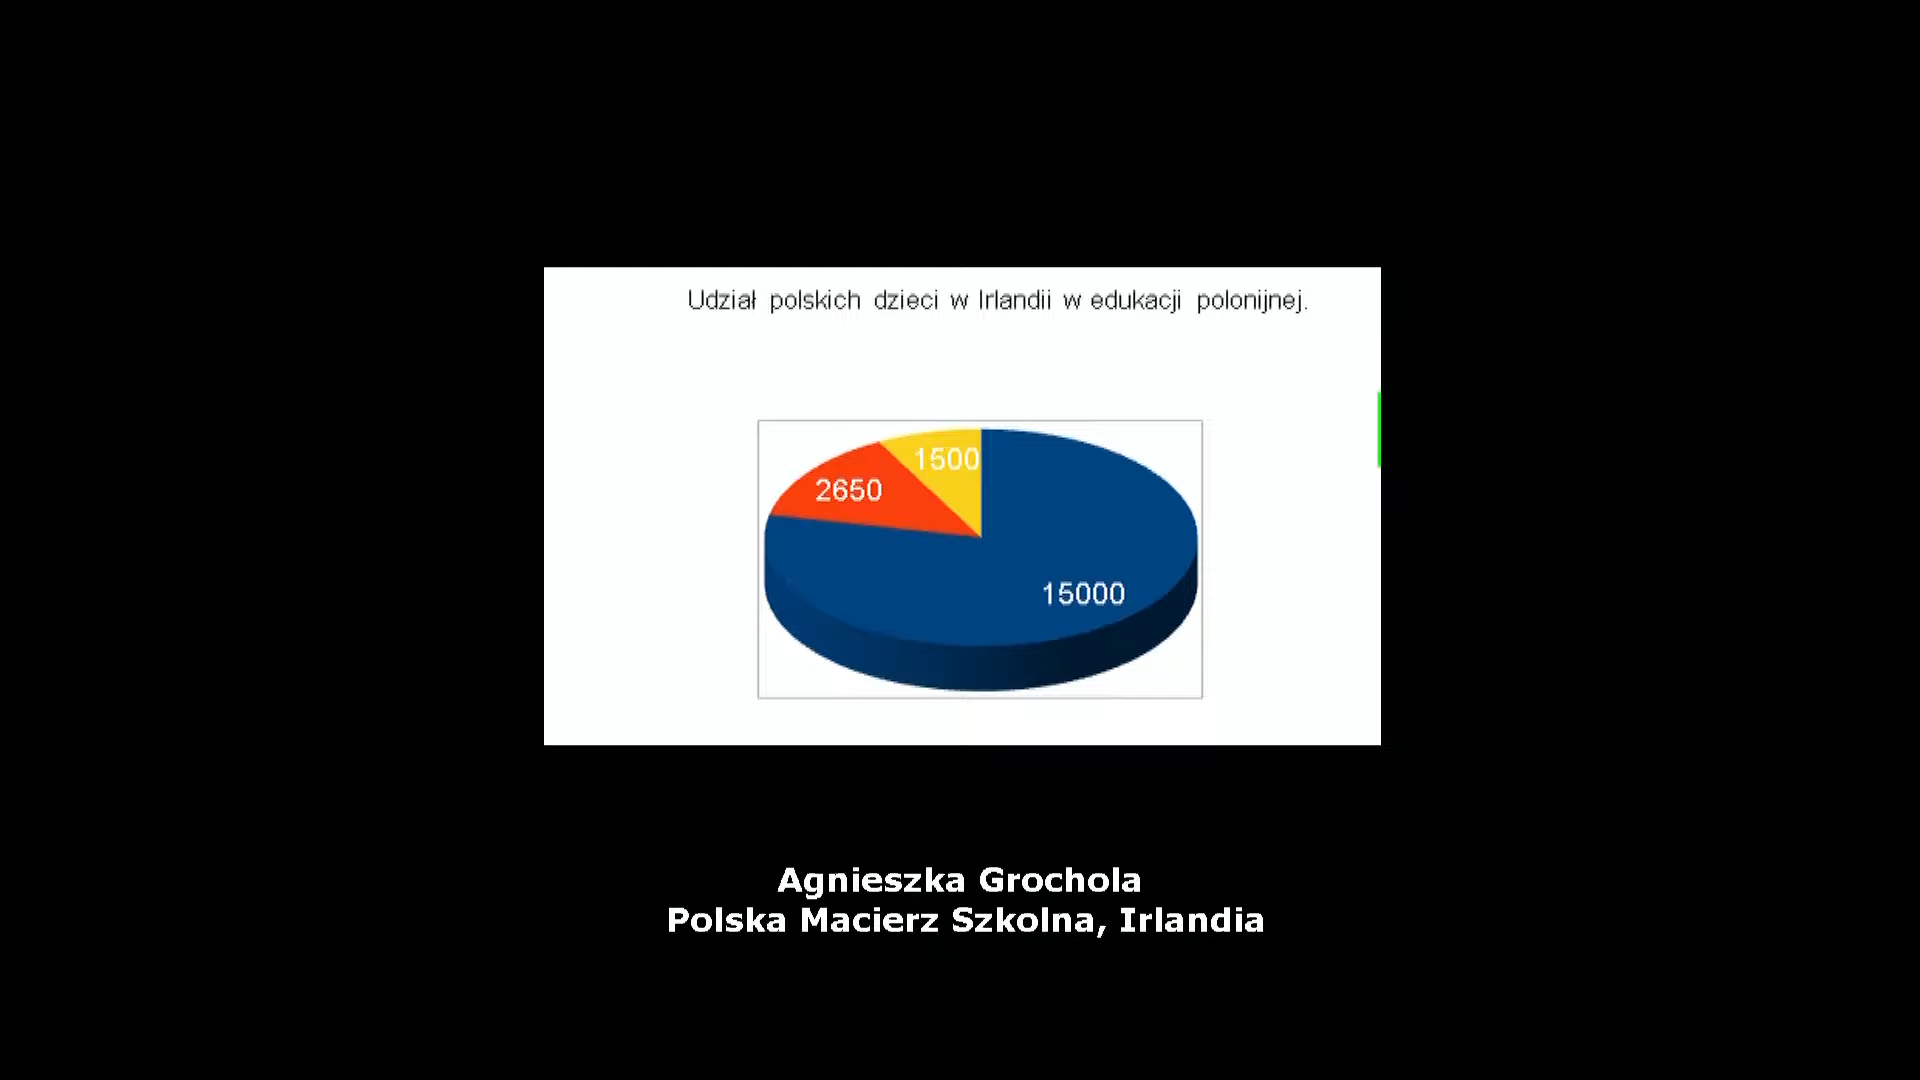 Udział polskich dzieci w Irlandii w edukacji polonijnej.
1500
2650
15000
Agnieszka Grochola
Polska Macierz Szkolna, Irlandia